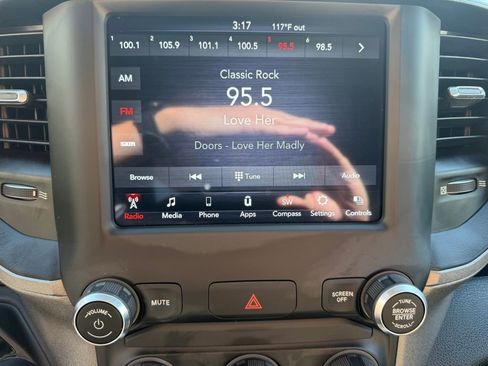 3:17 117°F out
1 100.1 2 105.9 3 101.1 4 100.5 5 95.5 6 98.5
AM
Classic Rock
95.5
FM
Love Her
SXM
Doors - Love Her Madly
Browse Tune Audio
Radio Media Phone Apps SW Compass Settings Controls
VOLUME
MUTE
SCREEN OFF
TUNE
BROWSE
ENTER
SCROLL